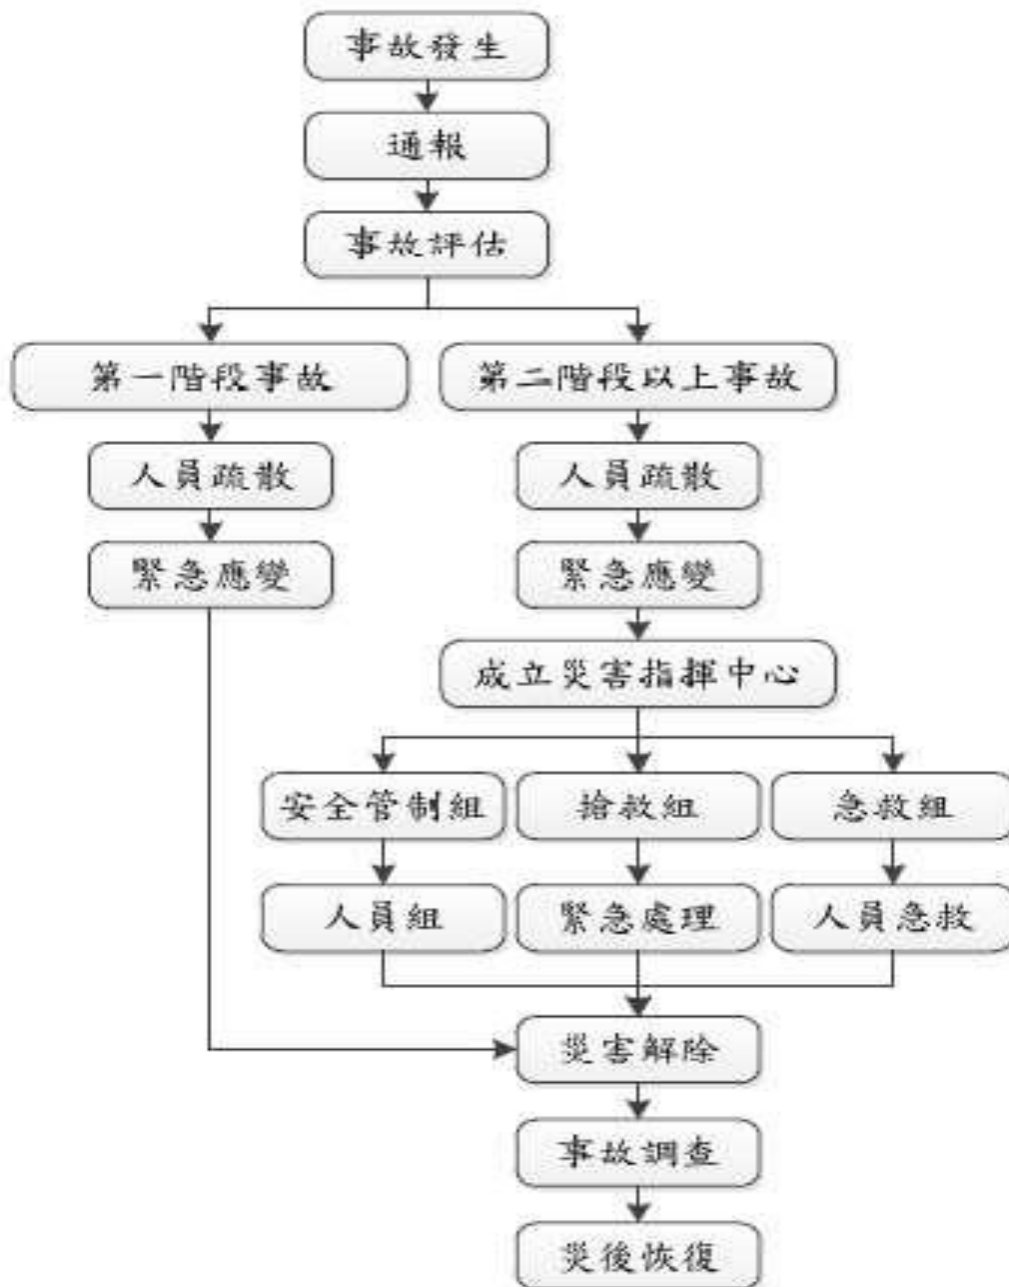 事故發生
通報
事故評估
第一階段事故
第二階段以上事故
人員疏散
人員疏散
緊急應變
緊急應變
成立災害指揮中心
安全管制組
搶救組
急救組
人員組
緊急處理
人員急救
災害解除
事故調查
災後恢復